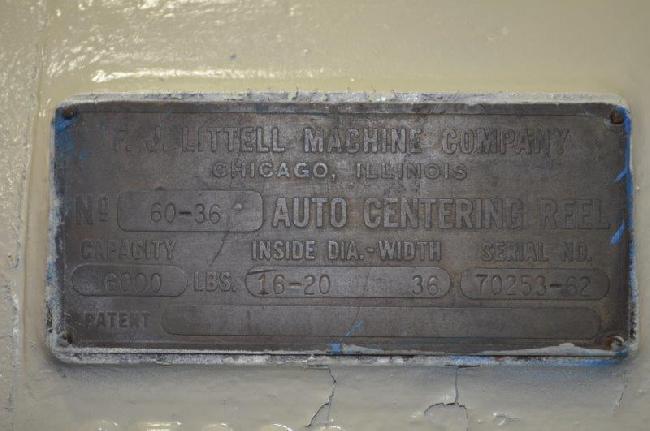 F. J. LITTELL MACHINE COMPANY
CHICAGO, ILLINOIS
Nº 60-36 AUTO CENTERING REEL
CAPACITY INSIDE DIA.-WIDTH SERIAL NO.
6000 LBS. 16-20 36 70253-62
PATENT